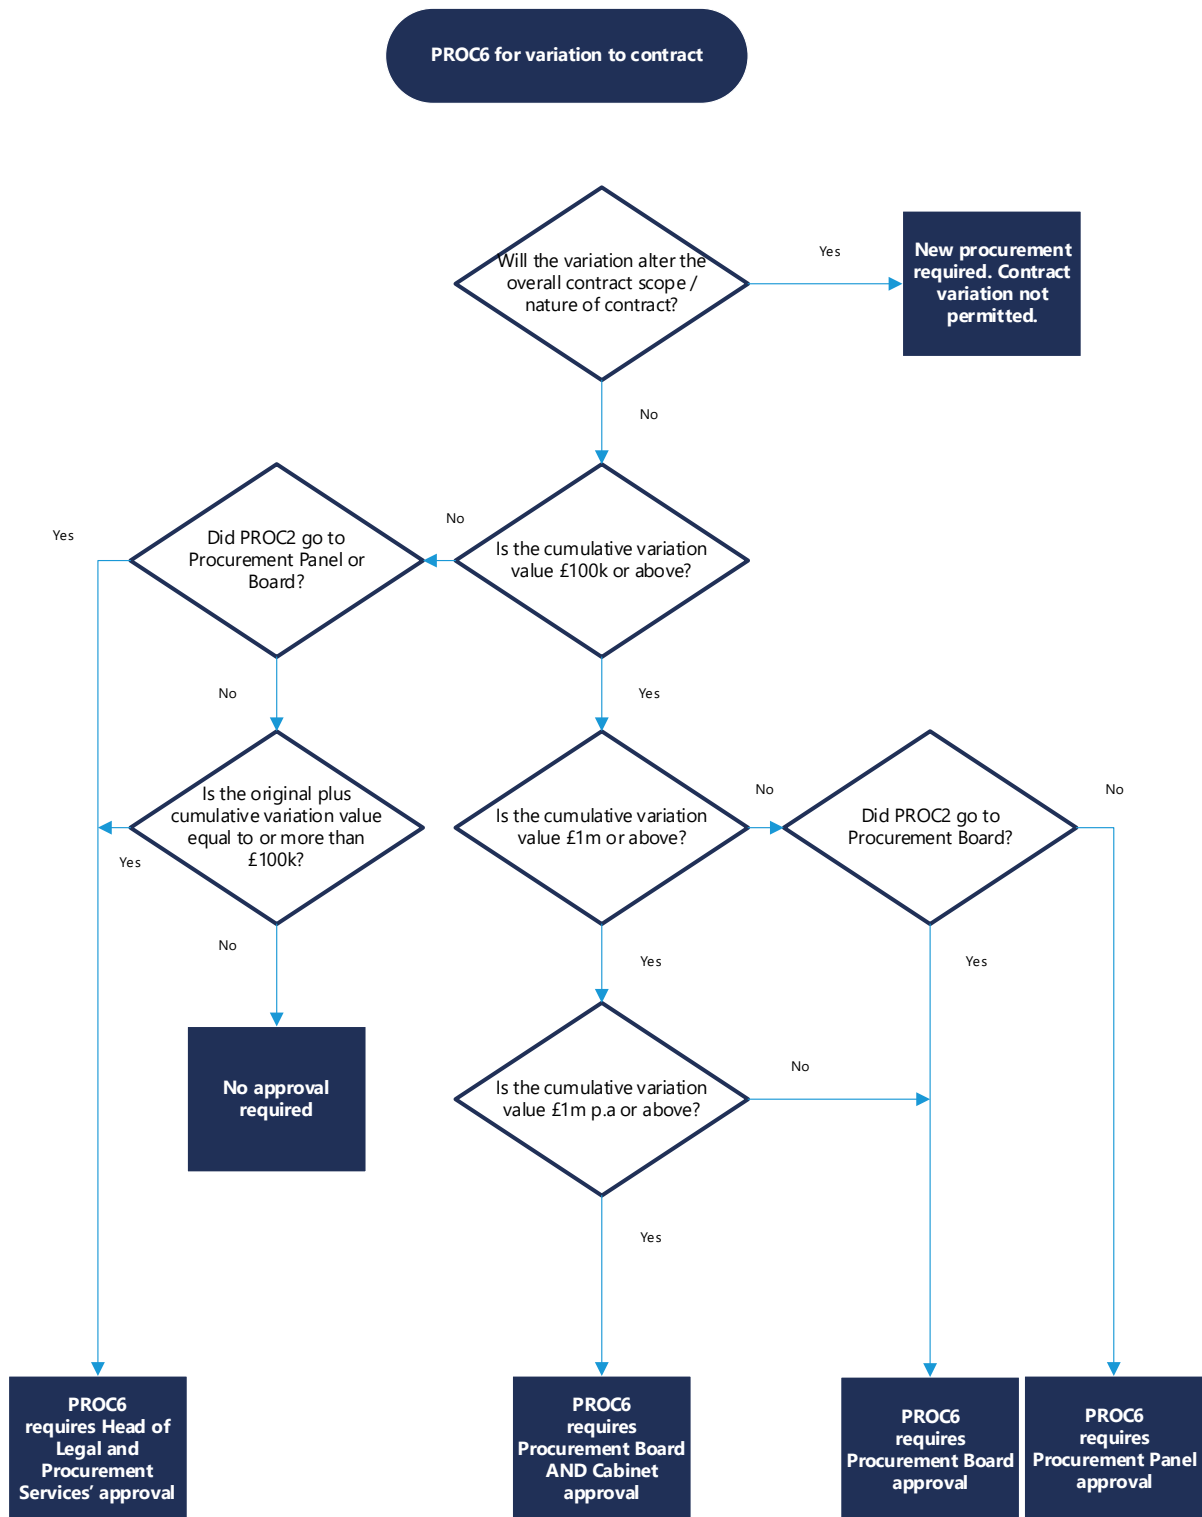 PROC6 for variation to contract
Will the variation alter the
overall contract scope /
nature of contract?
Yes
New procurement
required. Contract
variation not
permitted.
No
Yes
Did PROC2 go to
Procurement Panel or
Board?
No
Is the cumulative variation
value £100k or above?
No
Yes
Is the original plus
cumulative variation value
equal to or more than
£100k?
Yes
Is the cumulative variation
value £1m or above?
No
Did PROC2 go to
Procurement Board?
No
No
Yes
Yes
No approval
required
Is the cumulative variation
value £1m p.a or above?
No
Yes
PROC6
requires Head of
Legal and
Procurement
Services’ approval
PROC6
requires
Procurement Board
AND Cabinet
approval
PROC6
requires
Procurement Board
approval
PROC6
requires
Procurement Panel
approval